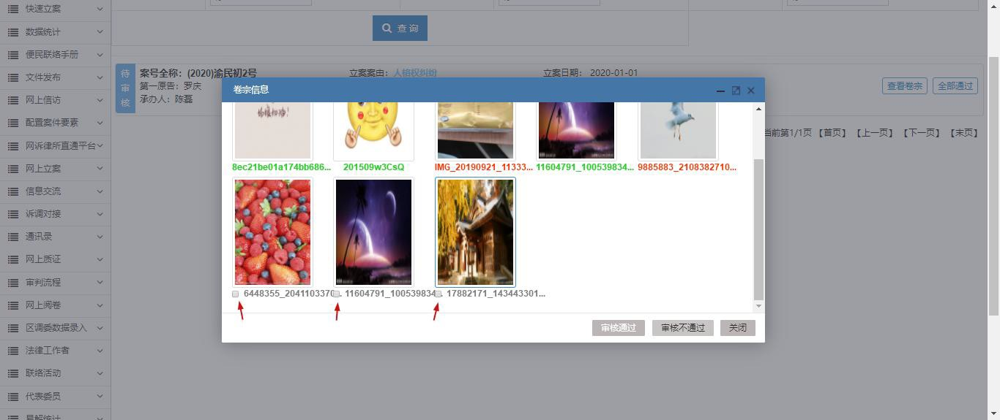 快速立案
数据统计
便民联络手册
文件发布
网上信访
配置案件要素
网诉律所直通平台
网上立案
信息交流
诉调对接
通讯录
网上质证
审判流程
网上阅卷
区调委数据录入
法律工作者
联络活动
代表委员
查 询
待审核
案号全称：(2020)渝民初2号
立案案由：人格权纠纷
立案日期： 2020-01-01
第一原告：罗庆
承办人：陈磊
查看卷宗
全部通过
当前第1/1页 【首页】 【上一页】 【下一页】 【末页】
卷宗信息
8ec21be01a174bb686...
201509w3CsQ
IMG_20190921_11333...
11604791_100539834...
9885883_2108382710...
6448355_2041103370...
11604791_100539834...
17882171_143443301...
审核通过
审核不通过
关闭